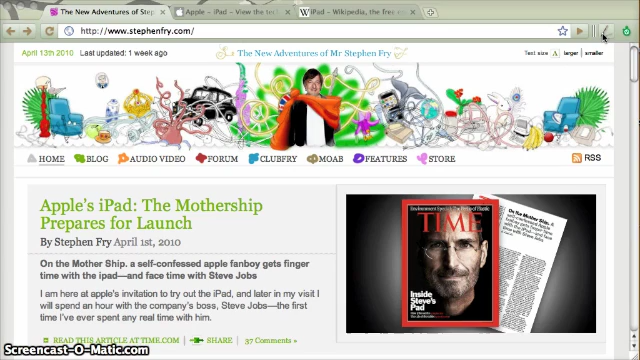 The New Adventures of Steph
Apple - iPad - View the tech
iPad - Wikipedia, the free en
http://www.stephenfry.com/
April 13th 2010 Last updated: 1 week ago
The New Adventures of Mr Stephen Fry
Text size A larger smaller
HOME BLOG AUDIO VIDEO FORUM CLUBFRY MOAB FEATURES STORE RSS
Apple's iPad: The Mothership
Prepares for Launch
By Stephen Fry April 1st, 2010
On the Mother Ship. a self-confessed apple fanboy gets finger
time with the ipad—and face time with Steve Jobs
I am here at apple's invitation to try out the iPad, and later in my visit I
will spend an hour with the company's boss, Steve Jobs—the first
time I've ever spent any real time with him.
READ THIS ARTICLE AT TIME.COM SHARE 37 Comments »
TIME
Inside
Steve's
Pad
On the Mother Ship. A
Screencast-O-Matic.com